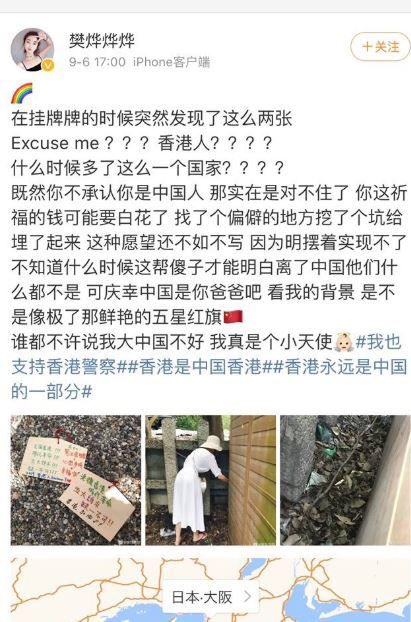 樊烨烨烨
9-6 17:00 iPhone客户端
＋关注
在挂牌牌的时候突然发现了这么两张
Excuse me？？？香港人？？？？
什么时候多了这么一个国家？？？？
既然你不承认你是中国人 那实在是对不住了 你这祈
福的钱可能要白花了 找了个偏僻的地方挖了个坑给
埋了起来 这种愿望还不如不写 因为明摆着实现不了
不知道什么时候这帮傻子才能明白离了中国他们什
么都不是 可庆幸中国是你爸爸吧 看我的背景 是不
是像极了那鲜艳的五星红旗🇨🇳
谁都不许说我大中国不好 我真是个小天使👼🏻#我也
支持香港警察##香港是中国香港##香港永远是中国
的一部分#
日本·大阪